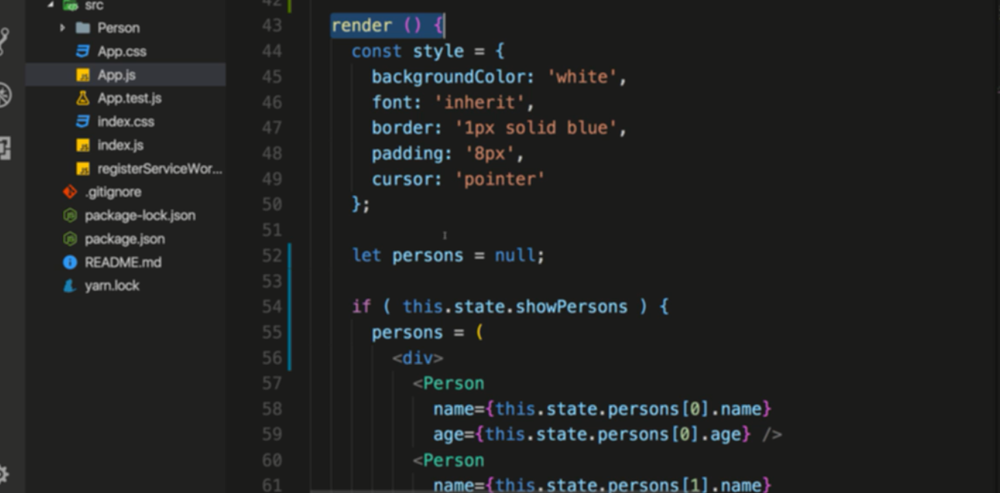 src
Person
App.css
App.js
App.test.js
index.css
index.js
registerServiceWor...
.gitignore
package-lock.json
package.json
README.md
yarn.lock
42
43 render () {
44 const style = {
45 backgroundColor: 'white',
46 font: 'inherit',
47 border: '1px solid blue',
48 padding: '8px',
49 cursor: 'pointer'
50 };
51
52 let persons = null;
53
54 if ( this.state.showPersons ) {
55 persons = (
56 <div>
57 <Person
58 name={this.state.persons[0].name}
59 age={this.state.persons[0].age} />
60 <Person
61 name={this.state.persons[1].name}